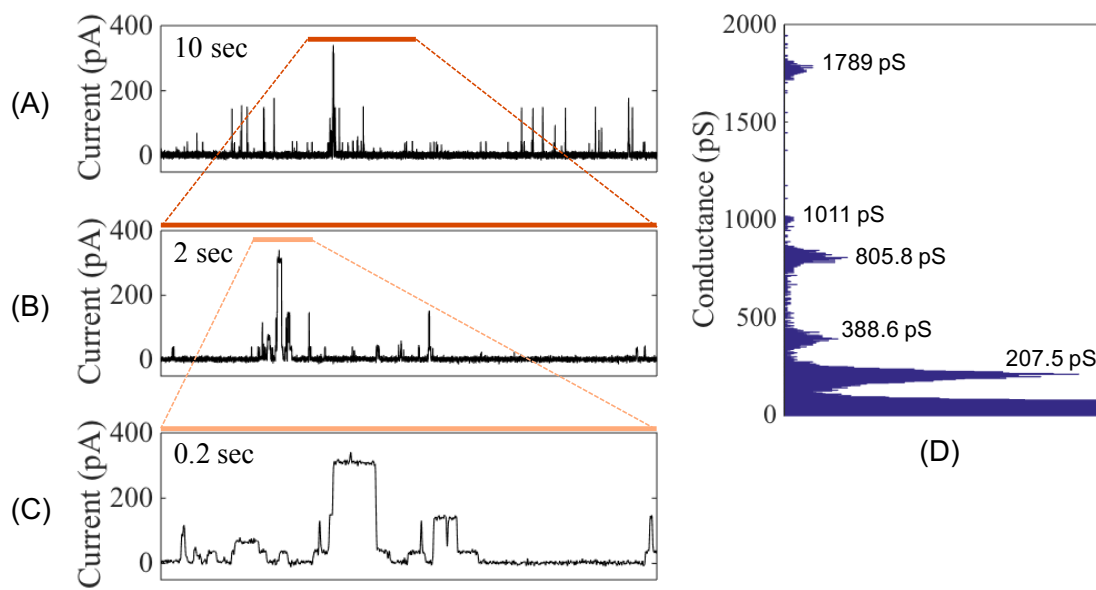 (A)
Current (pA)
400
200
0
10 sec
(B)
Current (pA)
400
200
0
2 sec
(C)
Current (pA)
400
200
0
0.2 sec
Conductance (pS)
2000
1500
1000
500
0
1789 pS
1011 pS
805.8 pS
388.6 pS
207.5 pS
(D)